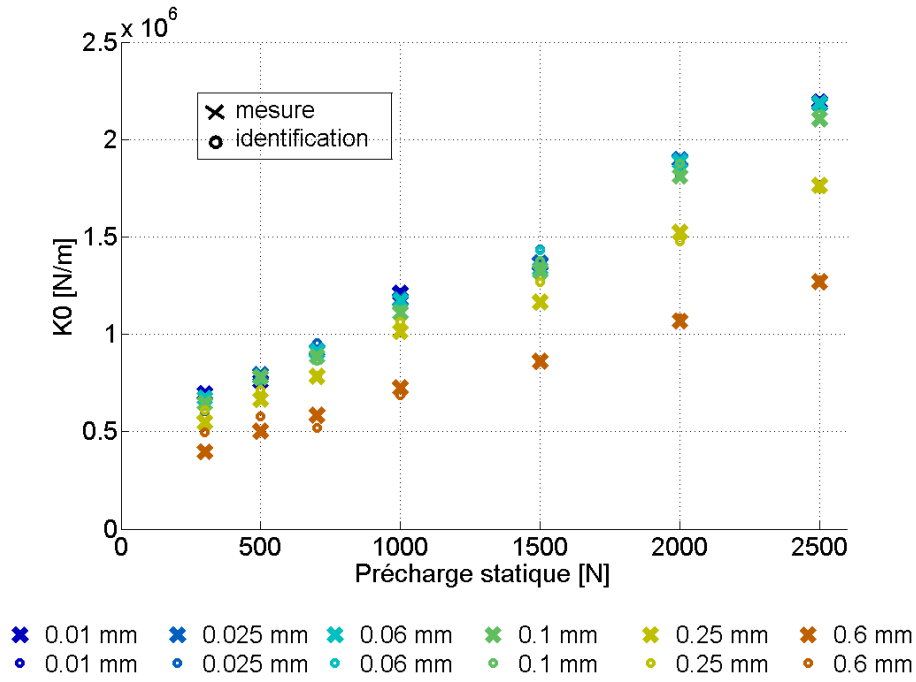 × 10^6
2.5
2
1.5
1
0.5
0
K0 [N/m]
mesure
identification
0 500 1000 1500 2000 2500
Précharge statique [N]
0.01 mm 0.025 mm 0.06 mm 0.1 mm 0.25 mm 0.6 mm
0.01 mm 0.025 mm 0.06 mm 0.1 mm 0.25 mm 0.6 mm